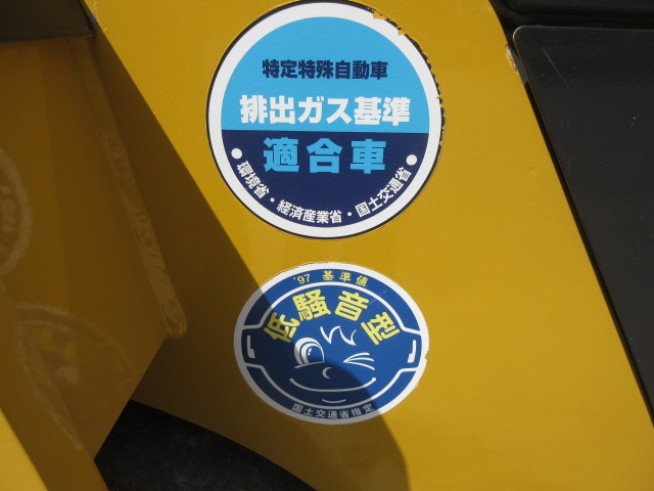 特定特殊自動車
排出ガス基準
適合車
●環境省・経済産業省・国土交通省●
'97 基準値
低騒音型
国土交通省指定